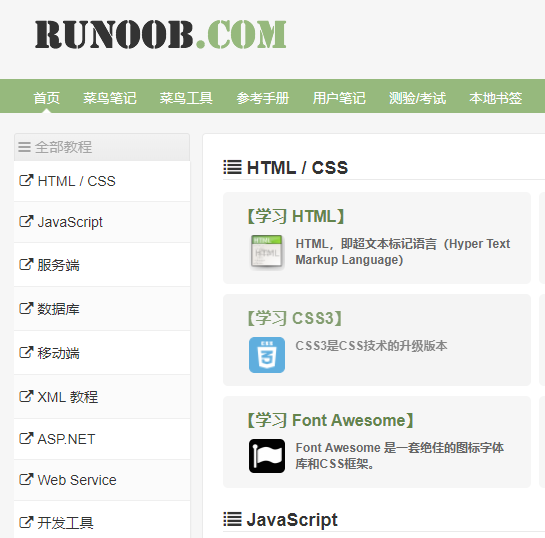 RUNOOB.COM
首页 菜鸟笔记 菜鸟工具 参考手册 用户笔记 测验/考试 本地书签
全部教程
HTML / CSS
JavaScript
服务端
数据库
移动端
XML 教程
ASP.NET
Web Service
开发工具
HTML / CSS
【学习 HTML】
HTML
HTML
HTML，即超文本标记语言（Hyper Text
Markup Language）
【学习 CSS3】
3
CSS3是CSS技术的升级版本
【学习 Font Awesome】
Font Awesome 是一套绝佳的图标字体
库和CSS框架。
JavaScript